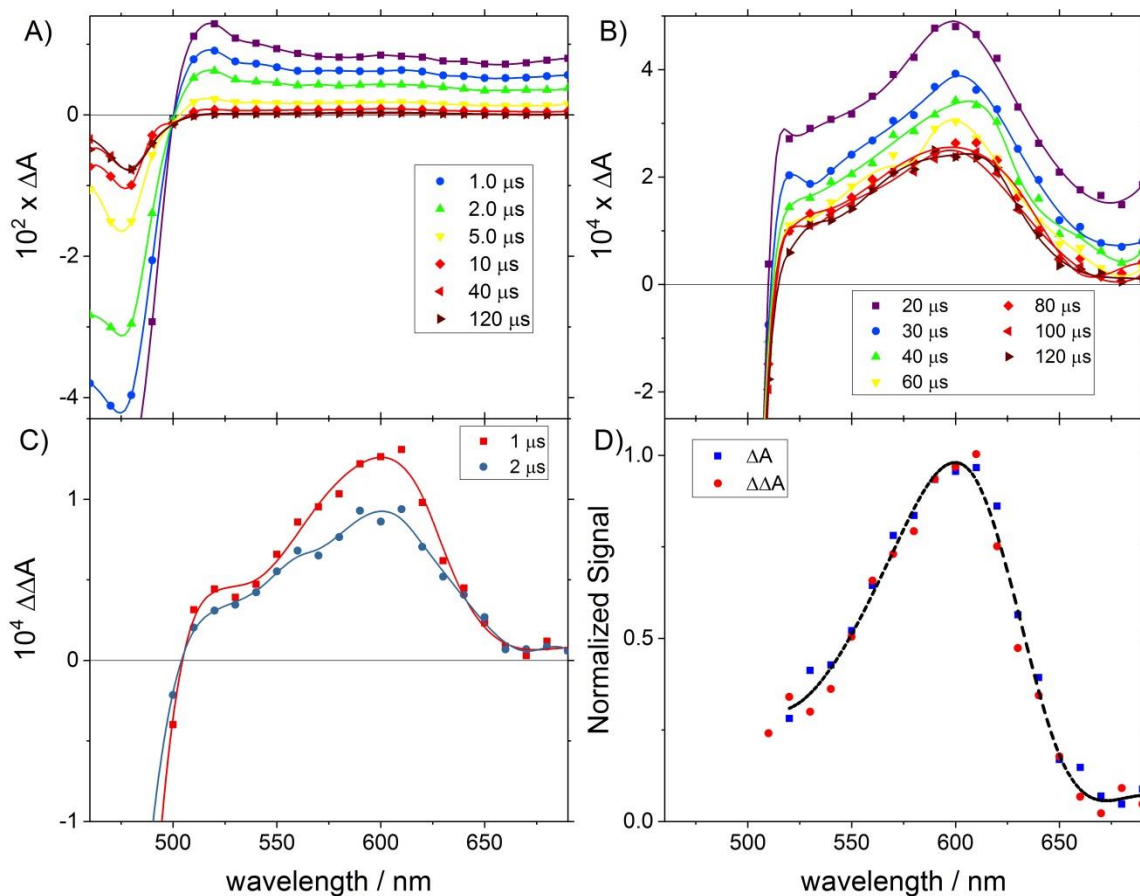 A)
10² x ΔA
0
-2
-4
1.0 μs
2.0 μs
5.0 μs
10 μs
40 μs
120 μs
B)
10⁴ x ΔA
4
2
0
-2
20 μs
30 μs
40 μs
60 μs
80 μs
100 μs
120 μs
C)
10⁴ ΔΔA
1
0
-1
1 μs
2 μs
500 550 600 650
wavelength / nm
D)
Normalized Signal
1.0
0.5
0.0
ΔA
ΔΔA
500 550 600 650
wavelength / nm